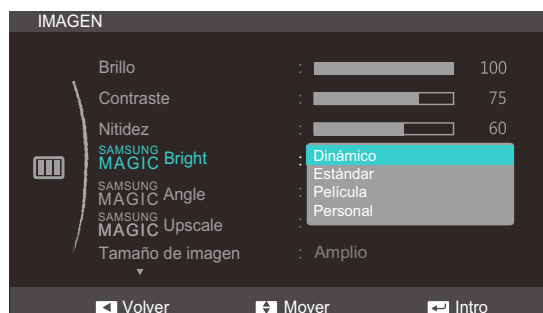 IMAGEN
Brillo : 100
Contraste : 75
Nitidez : 60
SAMSUNG MAGIC Bright : Dinámico
Estándar
Película
Personal
SAMSUNG MAGIC Angle :
SAMSUNG MAGIC Upscale :
Tamaño de imagen : Amplio
Volver Mover Intro